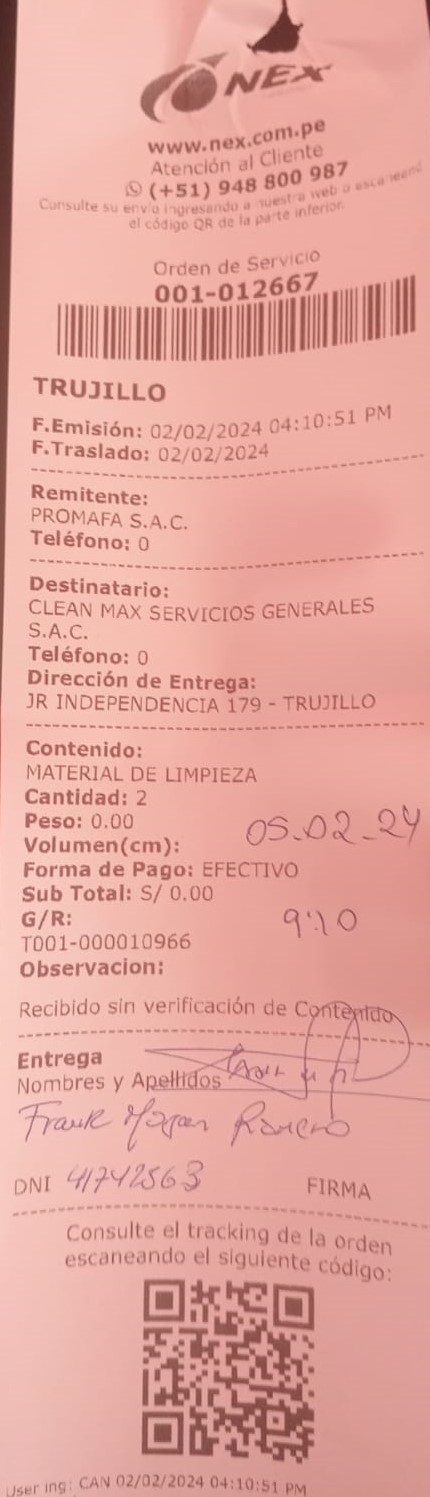 NEX
www.nex.com.pe
Atención al Cliente
(+51) 948 800 987
Consulte su envío ingresando a nuestra web o escaneand
el código QR de la parte inferior.
Orden de Servicio
001-012667
TRUJILLO
F.Emisión: 02/02/2024 04:10:51 PM
F.Traslado: 02/02/2024
Remitente:
PROMAFA S.A.C.
Teléfono: 0
Destinatario:
CLEAN MAX SERVICIOS GENERALES
S.A.C.
Teléfono: 0
Dirección de Entrega:
JR INDEPENDENCIA 179 - TRUJILLO
Contenido:
MATERIAL DE LIMPIEZA
Cantidad: 2
Peso: 0.00
05-02-24
Volumen(cm):
Forma de Pago: EFECTIVO
Sub Total: S/ 0.00
G/R:
9:10
T001-000010966
Observacion:
Recibido sin verificación de Contenido
Entrega
Nombres y Apellidos
Frank
DNI 41742563
FIRMA
Consulte el tracking de la orden
escaneando el siguiente código:
User ing: CAN 02/02/2024 04:10:51 PM